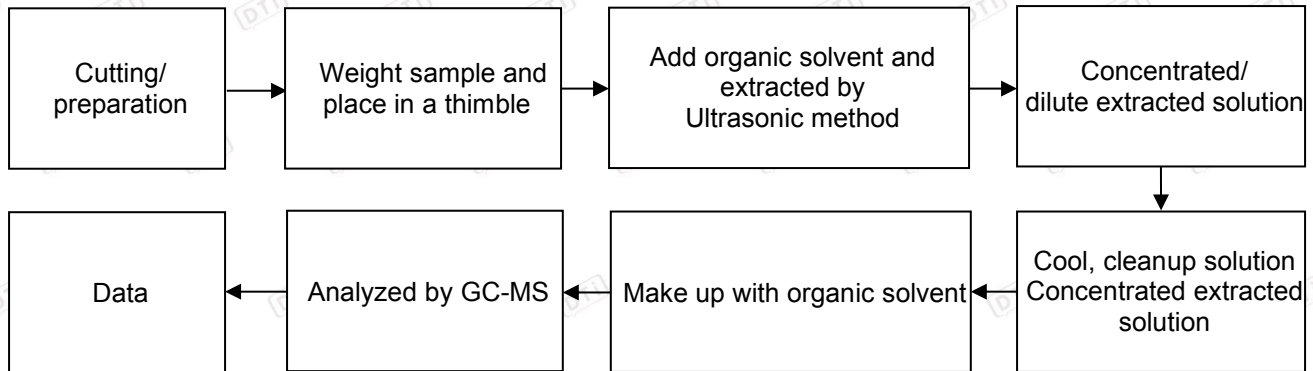 Cutting/
preparation
Weight sample and
place in a thimble
Add organic solvent and
extracted by
Ultrasonic method
Concentrated/
dilute extracted solution
Cool, cleanup solution
Concentrated extracted
solution
Make up with organic solvent
Analyzed by GC-MS
Data